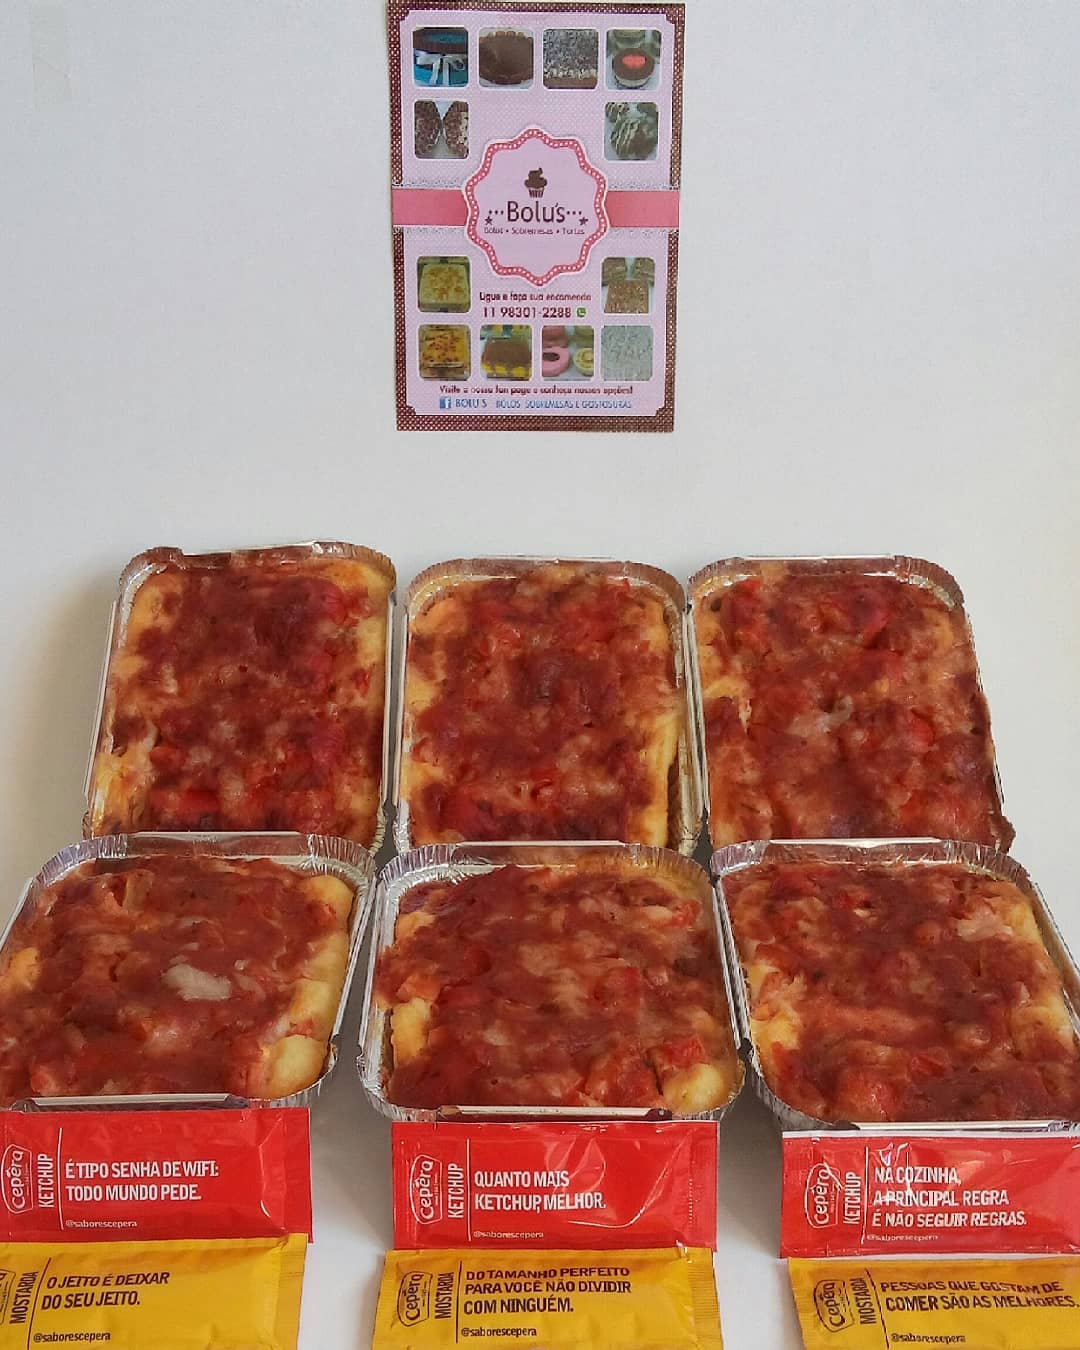 Bolu's
Bolos • Sobremesas • Tortas
Ligue e faça sua encomenda
11 98301-2288
Visite a nossa fan page e conheça nossas opções!
f BOLU'S BOLOS SOBREMESAS E GOSTOSURAS
Cepêra
KETCHUP
É TIPO SENHA DE WIFI:
TODO MUNDO PEDE.
@saborescepera
Cepêra
KETCHUP
QUANTO MAIS
KETCHUP, MELHOR.
@saborescepera
Cepêra
KETCHUP
NA COZINHA,
A PRINCIPAL REGRA
É NÃO SEGUIR REGRAS.
@saborescepera
MOSTARDA
O JEITO É DEIXAR
DO SEU JEITO.
@saborescepera
Cepêra
MOSTARDA
DO TAMANHO PERFEITO
PARA VOCÊ NÃO DIVIDIR
COM NINGUÉM.
@saborescepera
Cepêra
MOSTARDA
PESSOAS QUE GOSTAM DE
COMER SÃO AS MELHORES.
@saborescepera